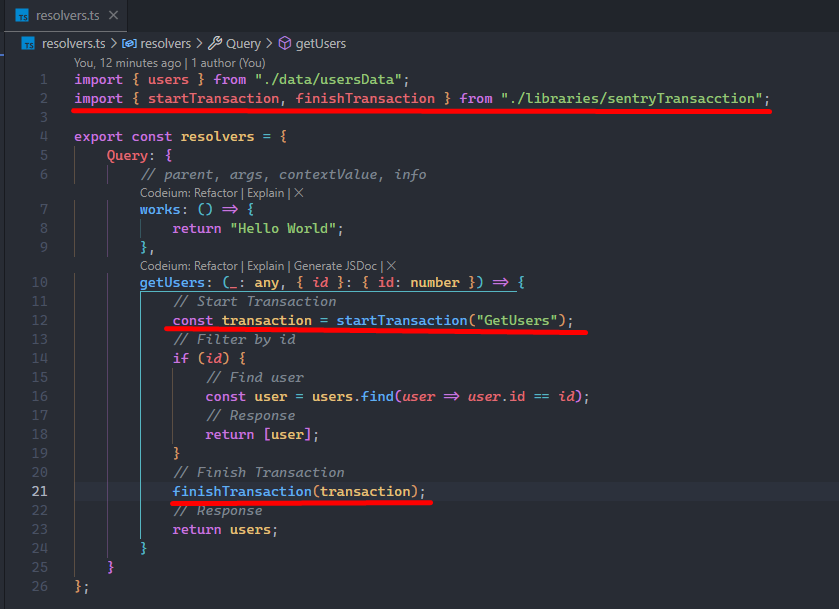 TS resolvers.ts ×
TS resolvers.ts > resolvers > Query > getUsers
You, 12 minutes ago | 1 author (You)
1 import { users } from "./data/usersData";
2 import { startTransaction, finishTransaction } from "./libraries/sentryTransacction";
3
4 export const resolvers = {
5 Query: {
6 // parent, args, contextValue, info
Codeium: Refactor | Explain | ×
7 works: () => {
8 return "Hello World";
9 },
Codeium: Refactor | Explain | Generate JSDoc | ×
10 getUsers: (_: any, { id }: { id: number }) => {
11 // Start Transaction
12 const transaction = startTransaction("GetUsers");
13 // Filter by id
14 if (id) {
15 // Find user
16 const user = users.find(user => user.id == id);
17 // Response
18 return [user];
19 }
20 // Finish Transaction
21 finishTransaction(transaction);
22 // Response
23 return users;
24 }
25 }
26 };